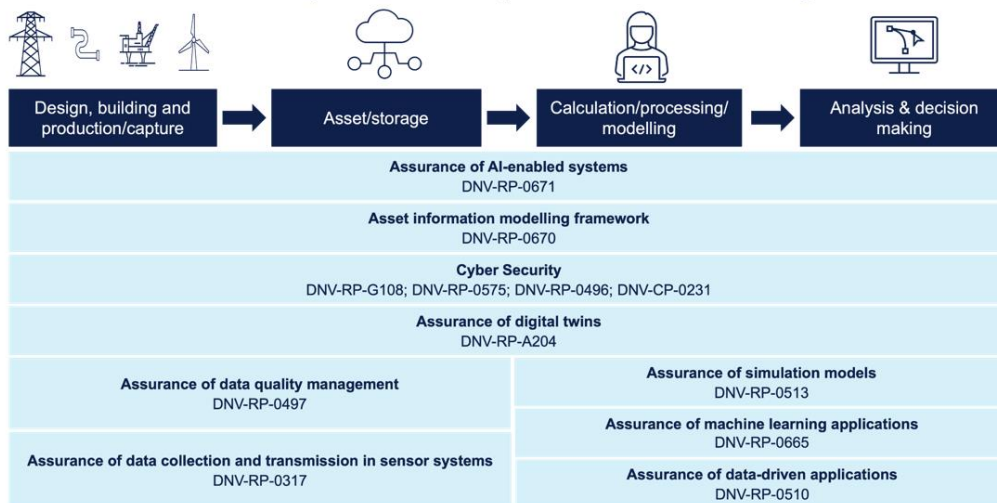 Design, building and
production/capture
Asset/storage
</>
Calculation/processing/
modelling
Analysis & decision
making
Assurance of AI-enabled systems
DNV-RP-0671
Asset information modelling framework
DNV-RP-0670
Cyber Security
DNV-RP-G108; DNV-RP-0575; DNV-RP-0496; DNV-CP-0231
Assurance of digital twins
DNV-RP-A204
Assurance of data quality management
DNV-RP-0497
Assurance of data collection and transmission in sensor systems
DNV-RP-0317
Assurance of simulation models
DNV-RP-0513
Assurance of machine learning applications
DNV-RP-0665
Assurance of data-driven applications
DNV-RP-0510